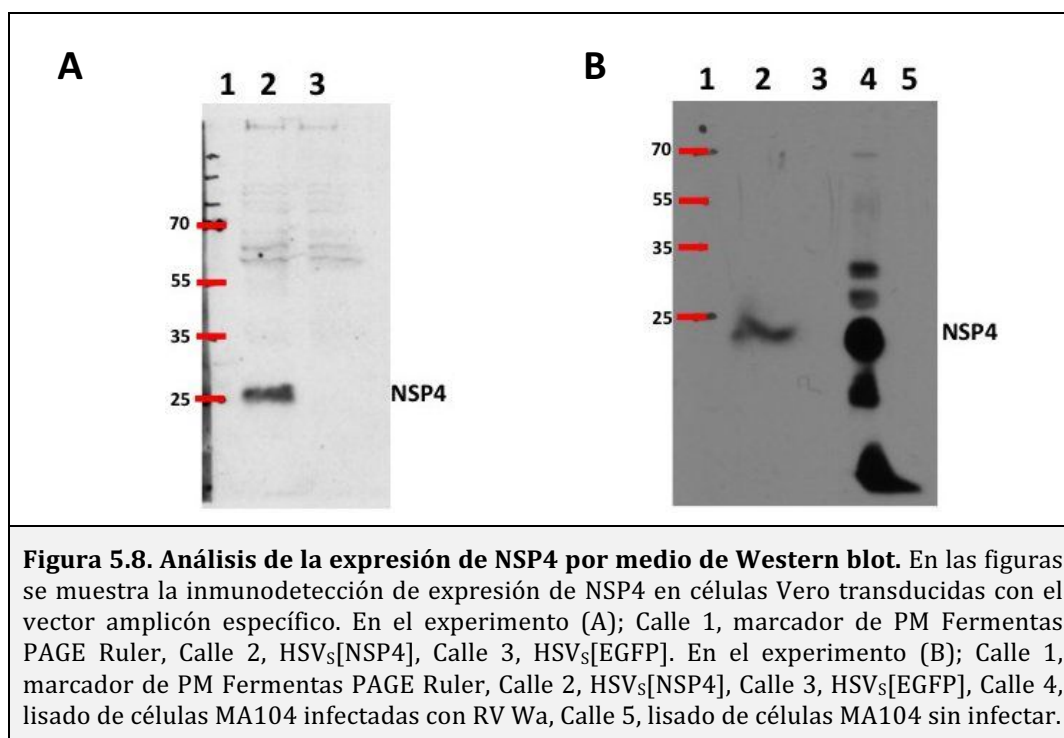 A
1 2 3
70
55
35
25
NSP4
B
1 2 3 4 5
70
55
35
25
NSP4
Figura 5.8. Análisis de la expresión de NSP4 por medio de Western blot. En las figuras
se muestra la inmunodetección de expresión de NSP4 en células Vero transducidas con el
vector amplicón específico. En el experimento (A); Calle 1, marcador de PM Fermentas
PAGE Ruler, Calle 2, HSVS[NSP4], Calle 3, HSVS[EGFP]. En el experimento (B); Calle 1,
marcador de PM Fermentas PAGE Ruler, Calle 2, HSVS[NSP4], Calle 3, HSVS[EGFP], Calle 4,
lisado de células MA104 infectadas con RV Wa, Calle 5, lisado de células MA104 sin infectar.